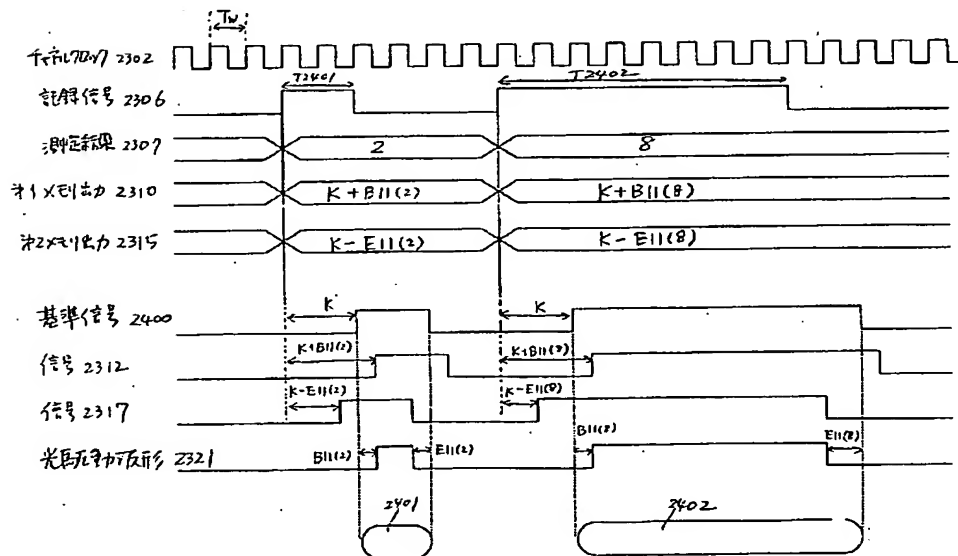 Tw
チャネルクロック 2302
T2401
T2402
記録信号 2306
測定結果 2307
2
8
第1メモリ出力 2310
K+B11(2)
K+B11(8)
第2メモリ出力 2315
K-E11(2)
K-E11(8)
K
K
基準信号 2400
K+B11(2)
K+B11(8)
信号 2312
K-E11(2)
K-E11(8)
信号 2317
B11(8)
E11(8)
光駆動波形 2321
B11(2)
E11(2)
2401
2402